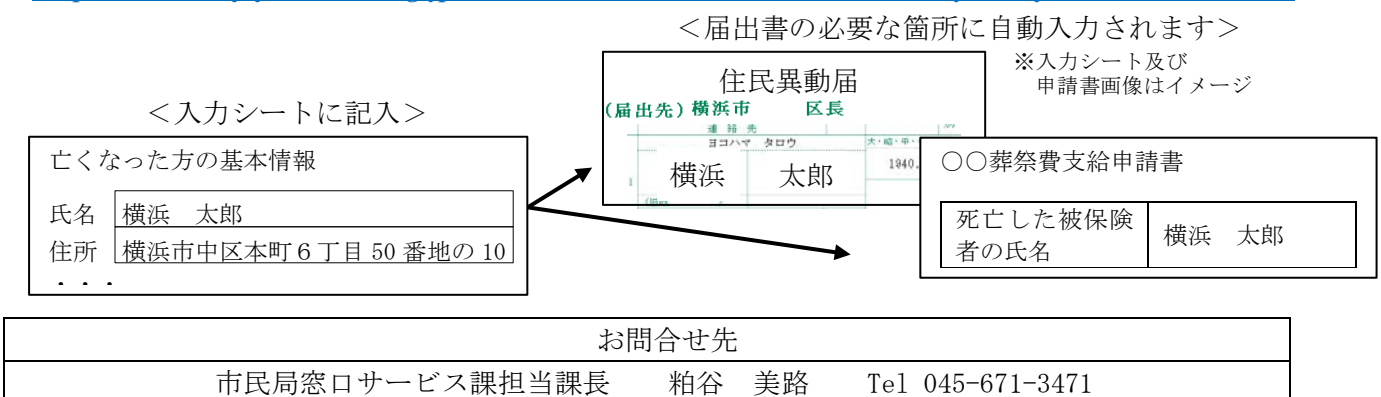 ＜届出書の必要な箇所に自動入力されます＞
※入力シート及び
申請書画像はイメージ
＜入力シートに記入＞
亡くなった方の基本情報
氏名 横浜　太郎
住所 横浜市中区本町６丁目50番地の10
・・・
住民異動届
(届出先) 横浜市　　区長
連絡先
ヨコハマ　タロウ
大・昭・平・
横浜　太郎
1940.
〇〇葬祭費支給申請書
死亡した被保険
者の氏名
横浜　太郎
お問合せ先
市民局窓口サービス課担当課長　粕谷　美路　Tel 045-671-3471